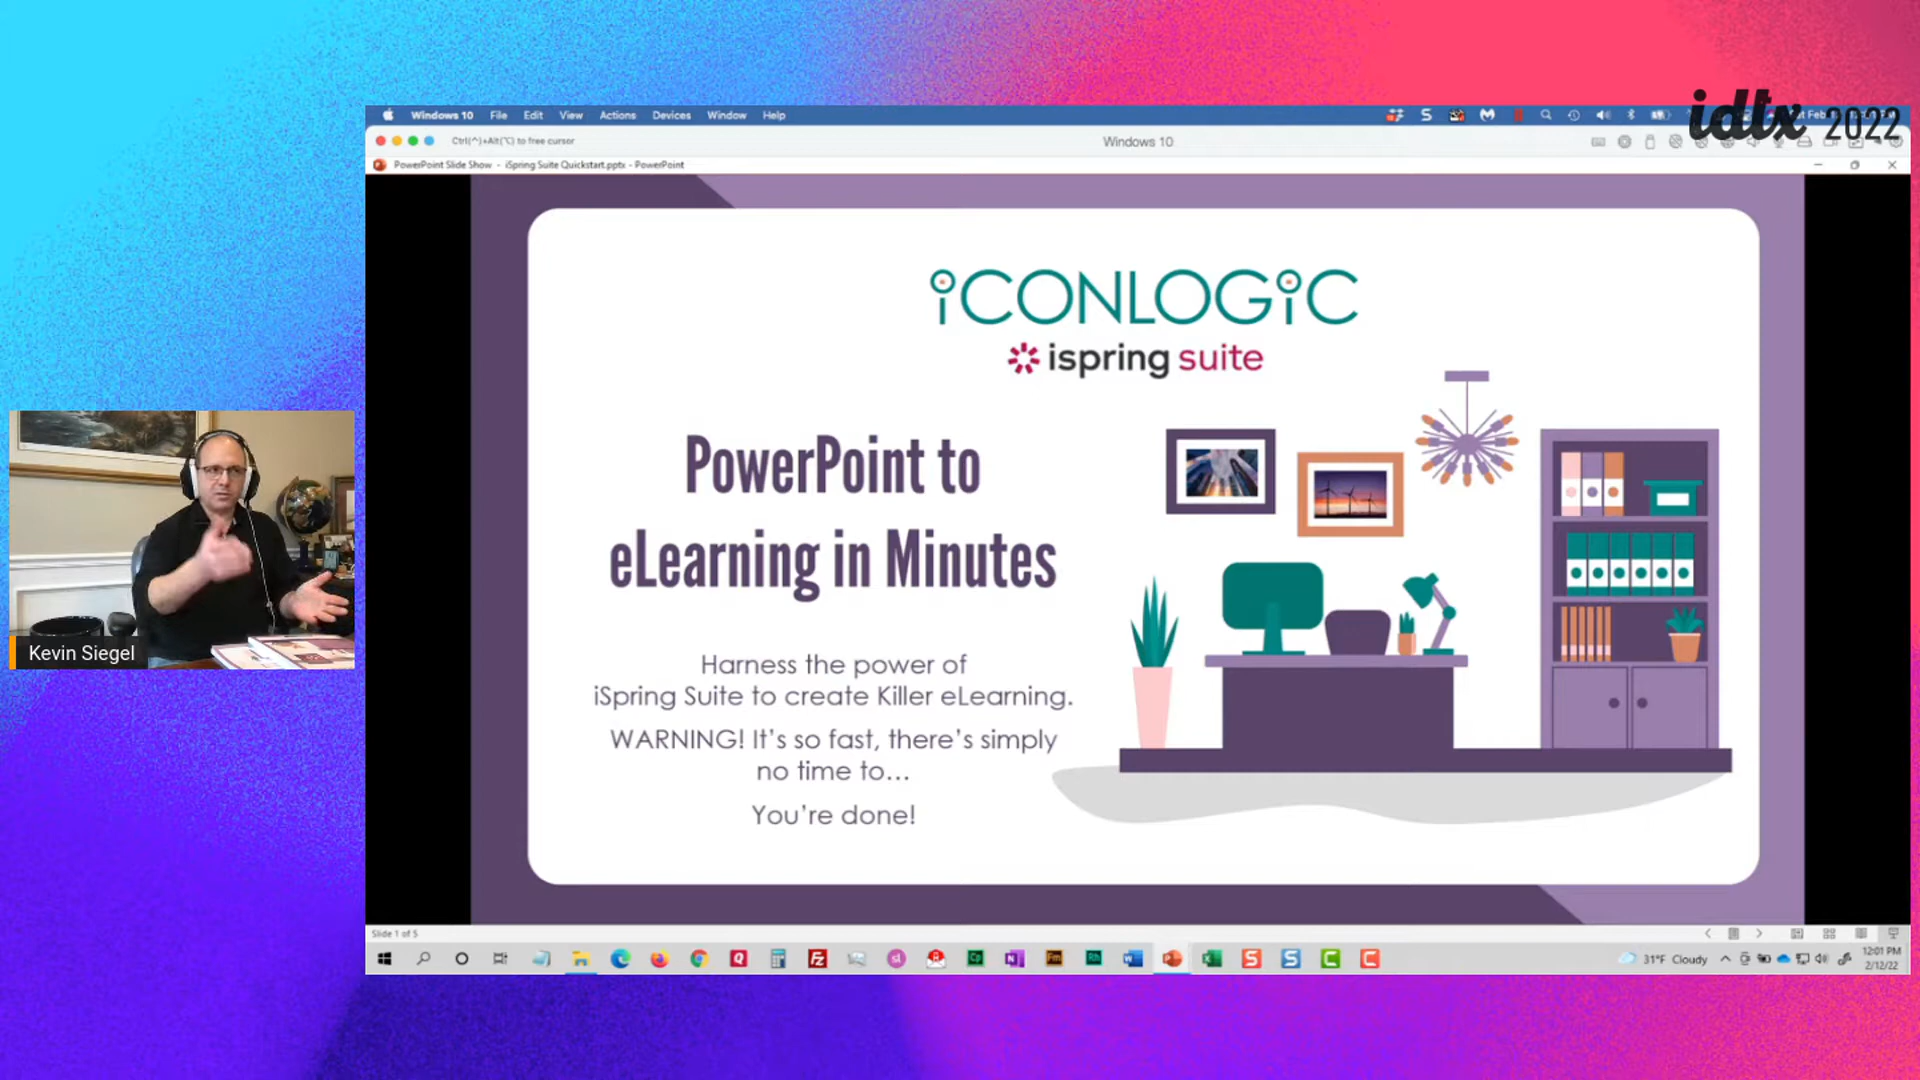 idtx 2022
Windows 10 File Edit View Actions Devices Window Help
Ctrl(^)+Alt(⌥) to free cursor
Windows 10
PowerPoint Slide Show - iSpring Suite Quickstart.pptx - PowerPoint
iCONLOGiC
ispring suite
PowerPoint to
eLearning in Minutes
Harness the power of
iSpring Suite to create Killer eLearning.
WARNING! It's so fast, there's simply
no time to...
You're done!
Kevin Siegel
Slide 1 of 5
31°F Cloudy
12:01 PM
2/12/22